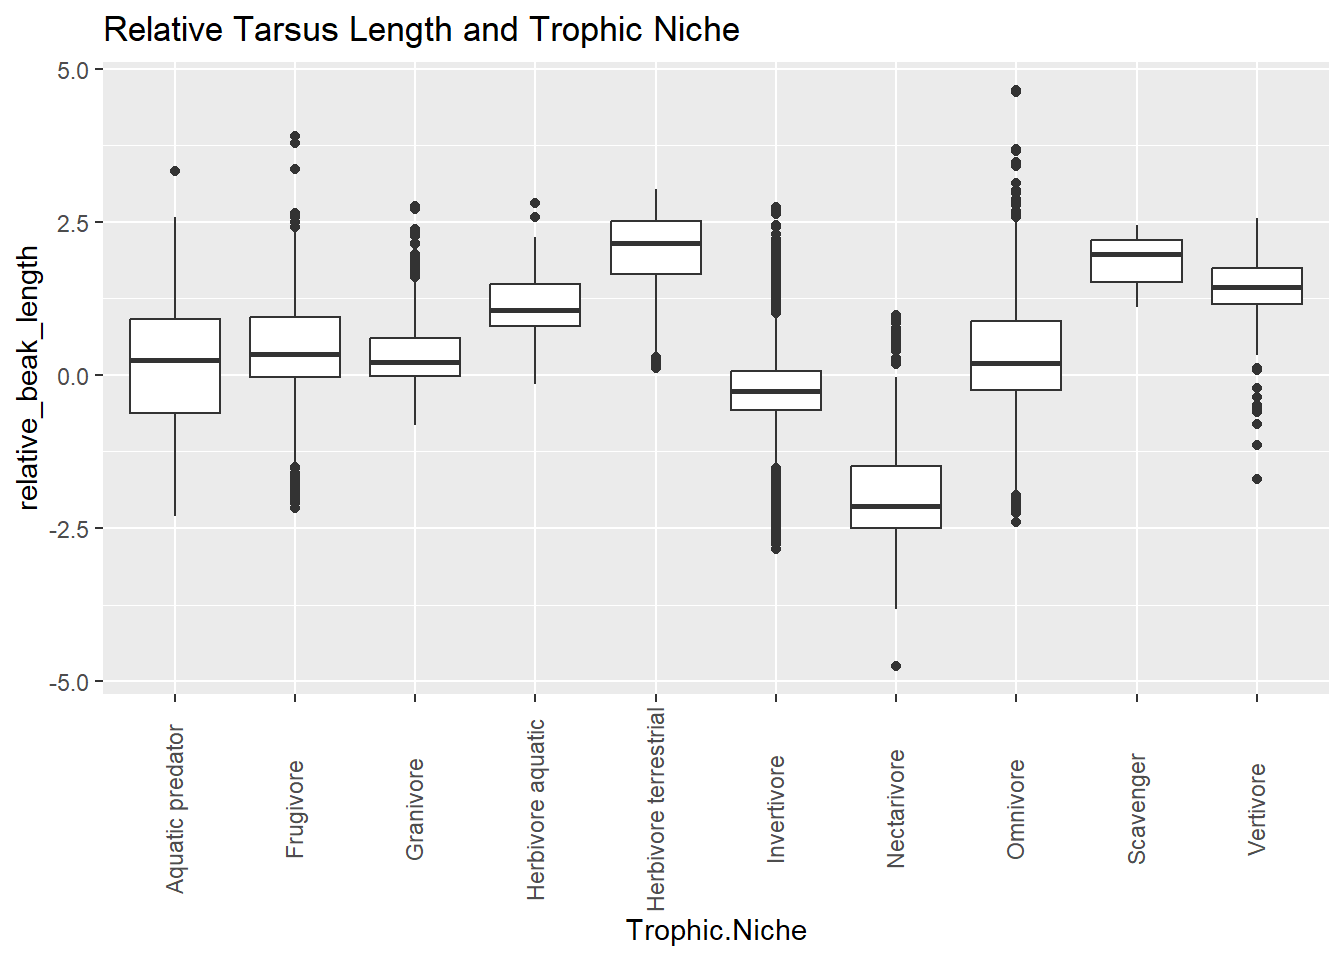 Relative Tarsus Length and Trophic Niche
5.0
2.5
0.0
-2.5
-5.0
relative_beak_length
Aquatic predator
Frugivore
Granivore
Herbivore aquatic
Herbivore terrestrial
Invertivore
Nectarivore
Omnivore
Scavenger
Vertivore
Trophic.Niche